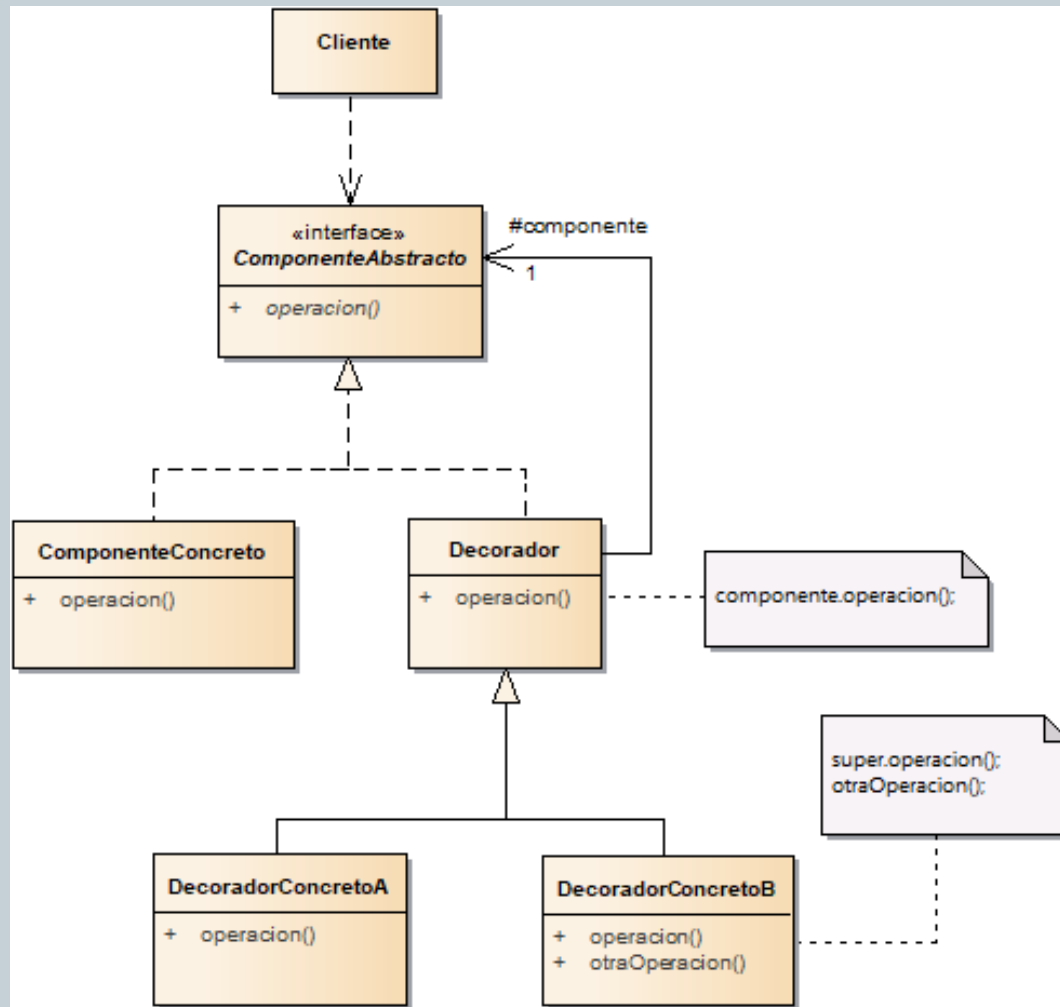 Cliente
«interface»
ComponenteAbstracto
+ operacion()
#componente
1
ComponenteConcreto
+ operacion()
Decorador
+ operacion()
componente.operacion();
super.operacion();
otraOperacion();
DecoradorConcretoA
+ operacion()
DecoradorConcretoB
+ operacion()
+ otraOperacion()